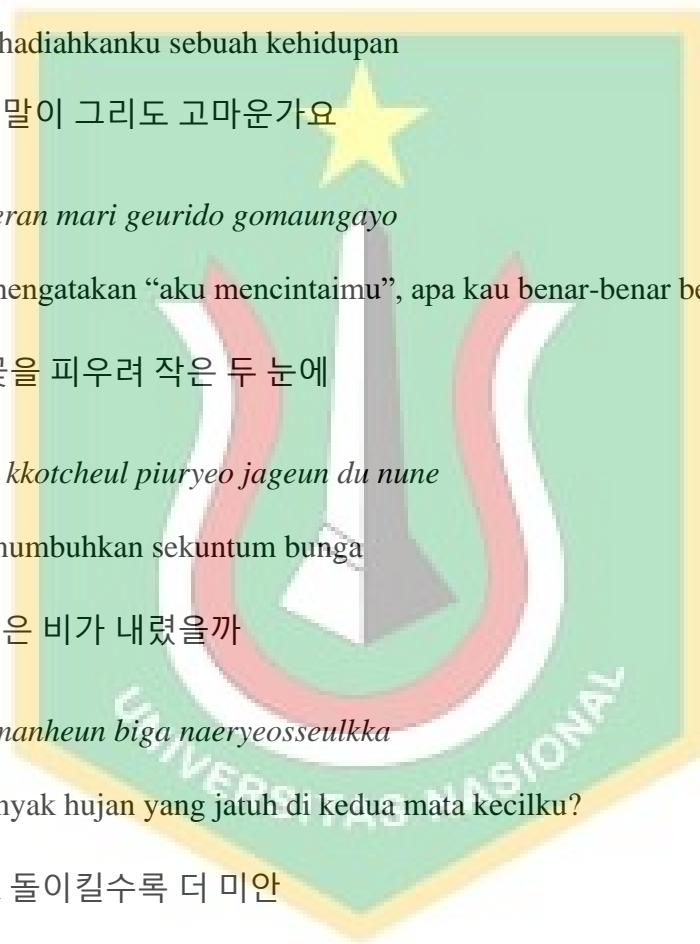 hadiahkanku sebuah kehidupan
말이 그리도 고마운가요
eran mari geurido gomaungayo
mengatakan “aku mencintaimu”, apa kau benar-benar be
꽃을 피우려 작은 두 눈에
kkotcheul piuryeo jageun du nune
numbuhkan sekuntum bunga
은 비가 내렸을까
manheun biga naeryeosseulkka
nyak hujan yang jatuh di kedua mata kecilku?
돌이킬수록 더 미안
UNIVERSITAS NASIONAL